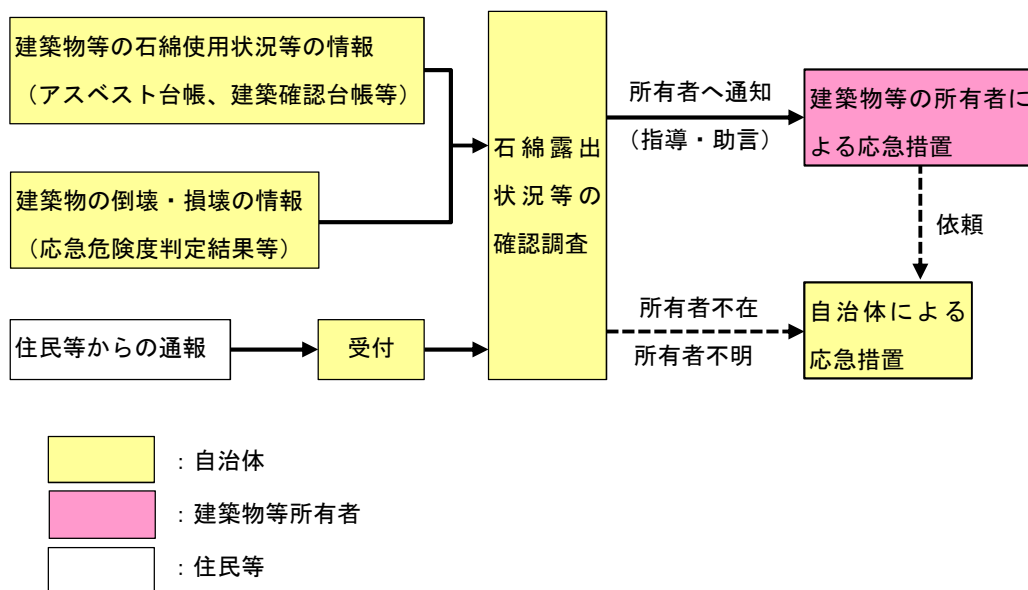 建築物等の石綿使用状況等の情報
（アスベスト台帳、建築確認台帳等）
建築物の倒壊・損壊の情報
（応急危険度判定結果等）
住民等からの通報
受付
石綿露出
状況等の
確認調査
所有者へ通知
（指導・助言）
建築物等の所有者に
よる応急措置
依頼
所有者不在
所有者不明
自治体による
応急措置
：自治体
：建築物等所有者
：住民等